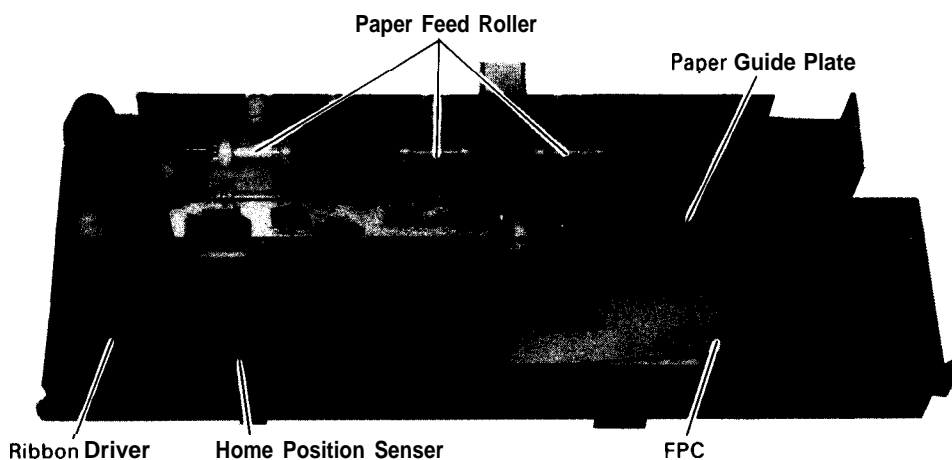 Paper Feed Roller
Paper Guide Plate
Ribbon Driver
Home Position Senser
FPC